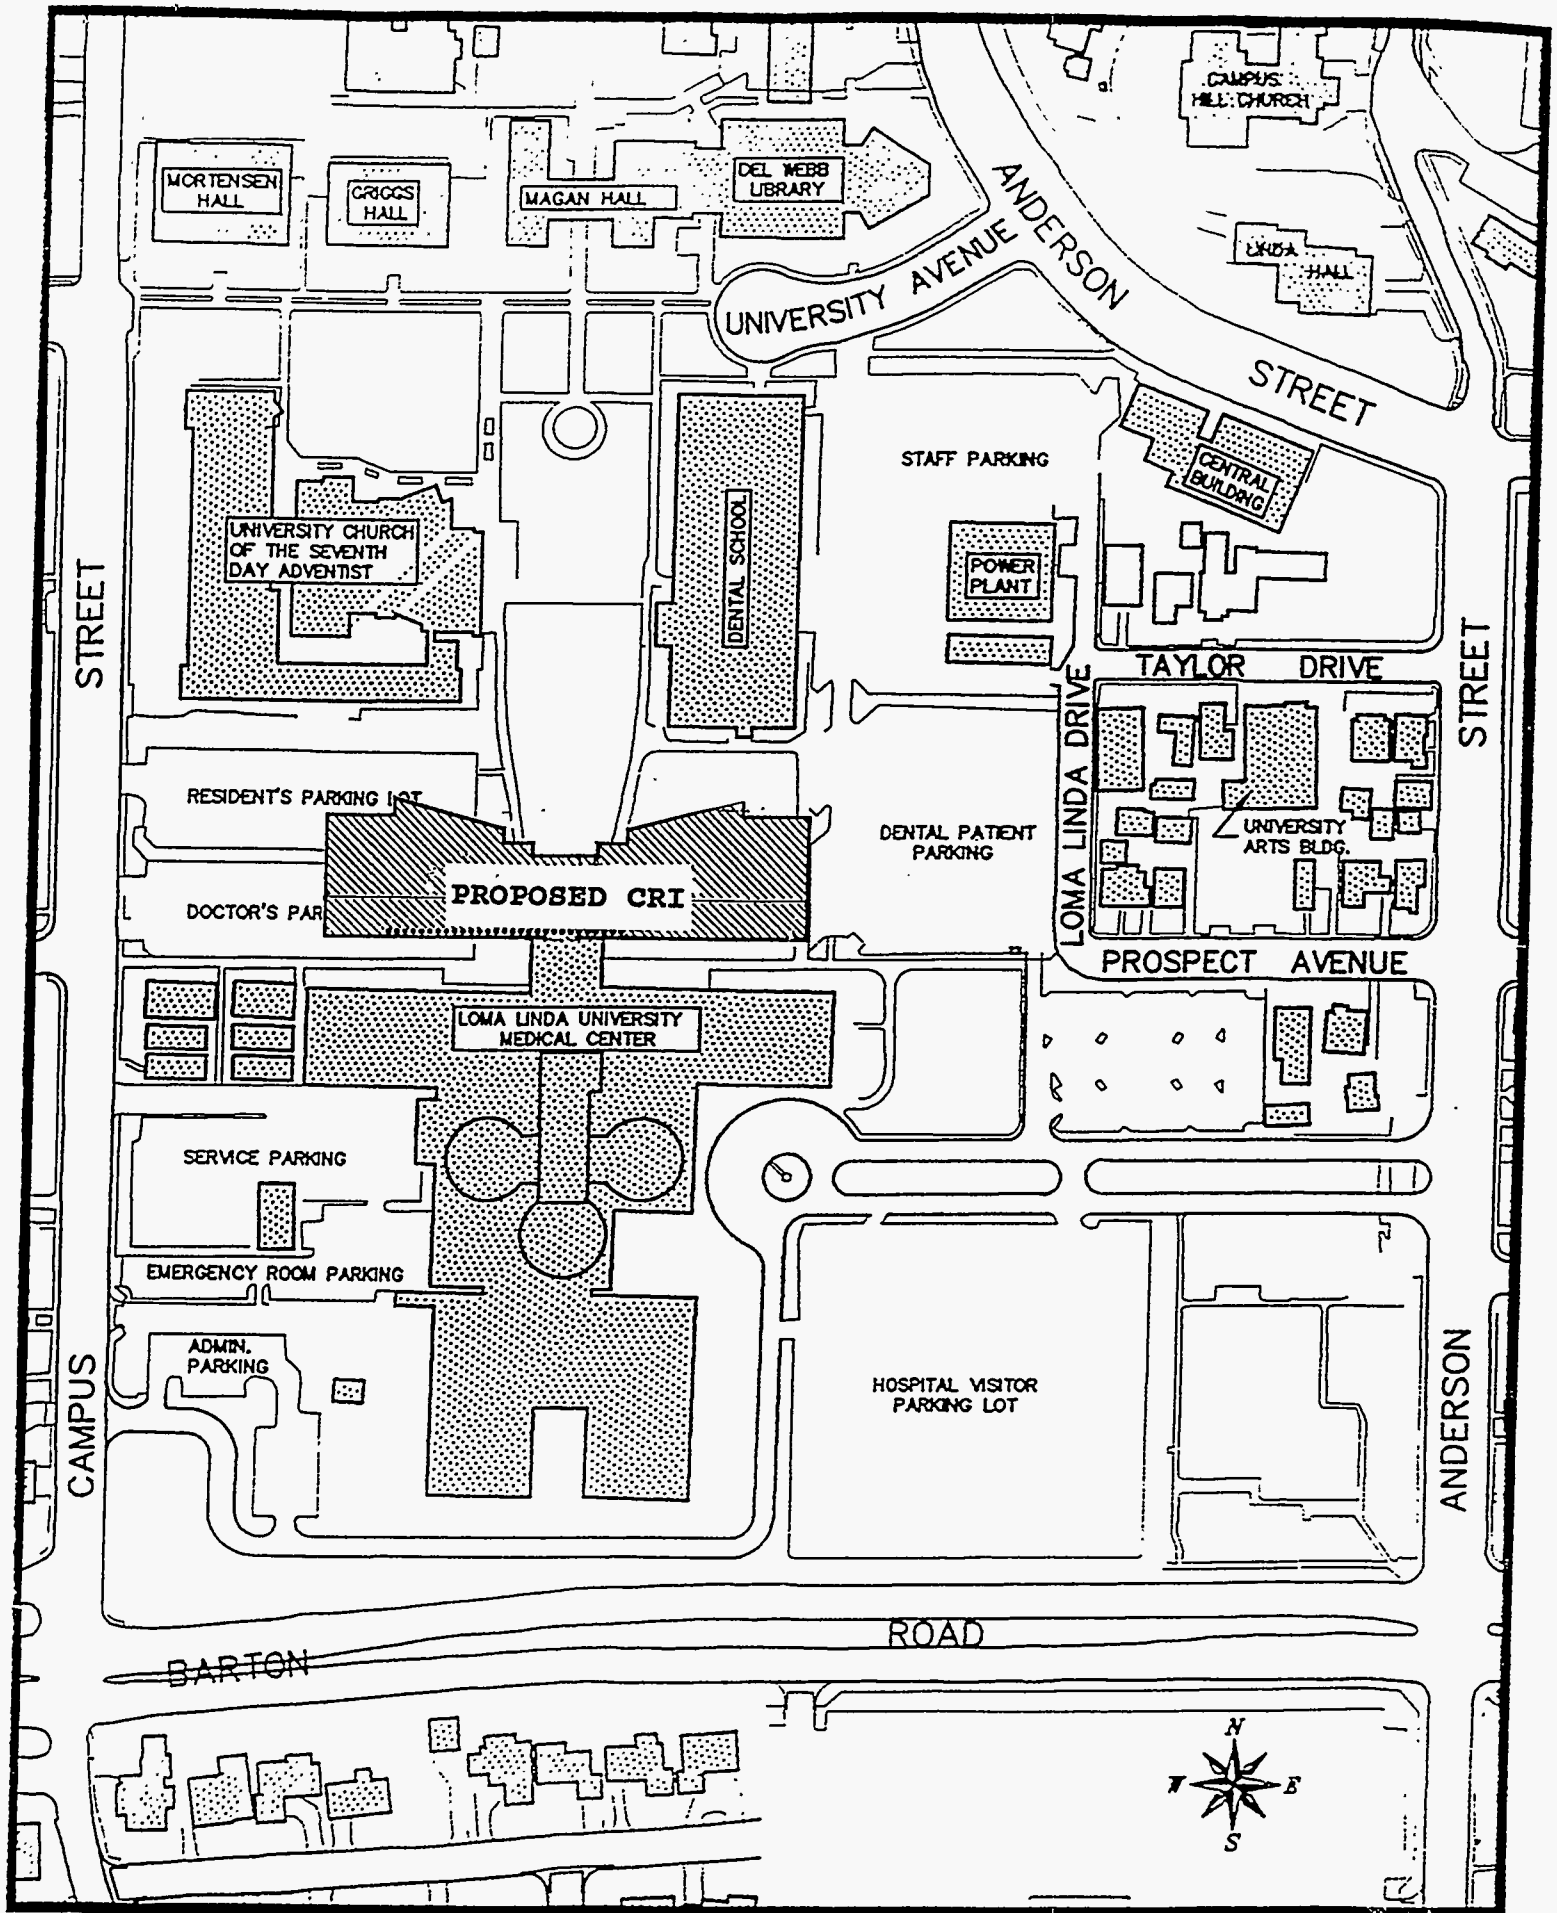 CAMPUS
HILL CHURCH
MORTENSEN
HALL
GRIGGS
HALL
MAGAN HALL
DEL WEBB
LIBRARY
ANDERSON
STREET
UNIVERSITY AVENUE
LINDA
HALL
STAFF PARKING
CENTRAL
BUILDING
UNIVERSITY CHURCH
OF THE SEVENTH
DAY ADVENTIST
DENTAL SCHOOL
POWER
PLANT
STREET
TAYLOR DRIVE
STREET
LOMA LINDA DRIVE
RESIDENT'S PARKING LOT
DENTAL PATIENT
PARKING
UNIVERSITY
ARTS BLDG.
PROPOSED CRI
DOCTOR'S PAR
PROSPECT AVENUE
LOMA LINDA UNIVERSITY
MEDICAL CENTER
SERVICE PARKING
EMERGENCY ROOM PARKING
ADMIN.
PARKING
HOSPITAL VISITOR
PARKING LOT
CAMPUS
ANDERSON
BARTON
ROAD
N
W
E
S